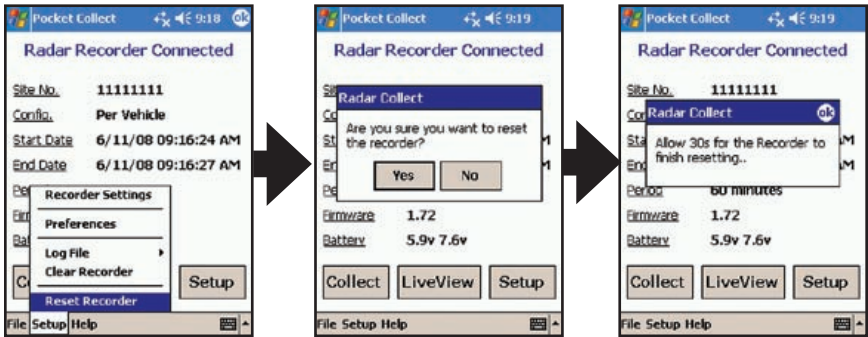 Pocket Collect 9:18 ok
Radar Recorder Connected
Site No. 11111111
Config. Per Vehicle
Start Date 6/11/08 09:16:24 AM
End Date 6/11/08 09:16:27 AM
Recorder Settings
Preferences
Log File
Clear Recorder
Reset Recorder
Setup
File Setup Help
Pocket Collect 9:19
Radar Recorder Connected
Radar Collect
Are you sure you want to reset
the recorder?
Yes No
Firmware 1.72
Battery 5.9v 7.6v
Collect LiveView Setup
File Setup Help
Pocket Collect 9:19
Radar Recorder Connected
Site No. 11111111
Radar Collect ok
Allow 30s for the Recorder to
finish resetting..
Period 60 minutes
Firmware 1.72
Battery 5.9v 7.6v
Collect LiveView Setup
File Setup Help